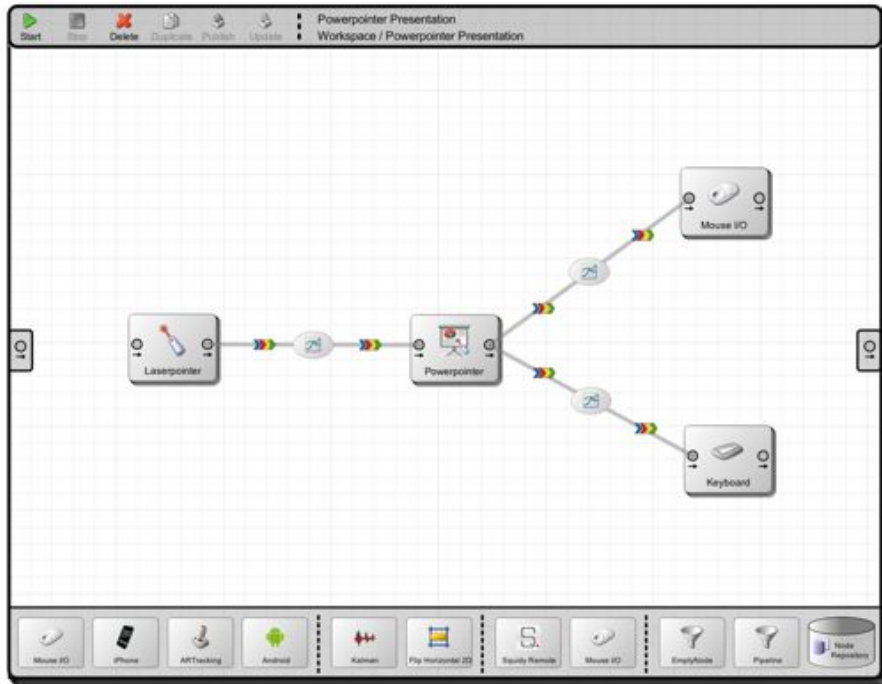 Powerpointer Presentation
Start Stop Delete Duplicate Publish Update Workspace / Powerpointer Presentation
Mouse I/O
Laserpointer
Powerpointer
Keyboard
Mouse I/O iPhone ARTracking Android Kalman Flip Horizontal 2D Squidy Remote Mouse I/O EmptyNode Pipeline Node
Repository